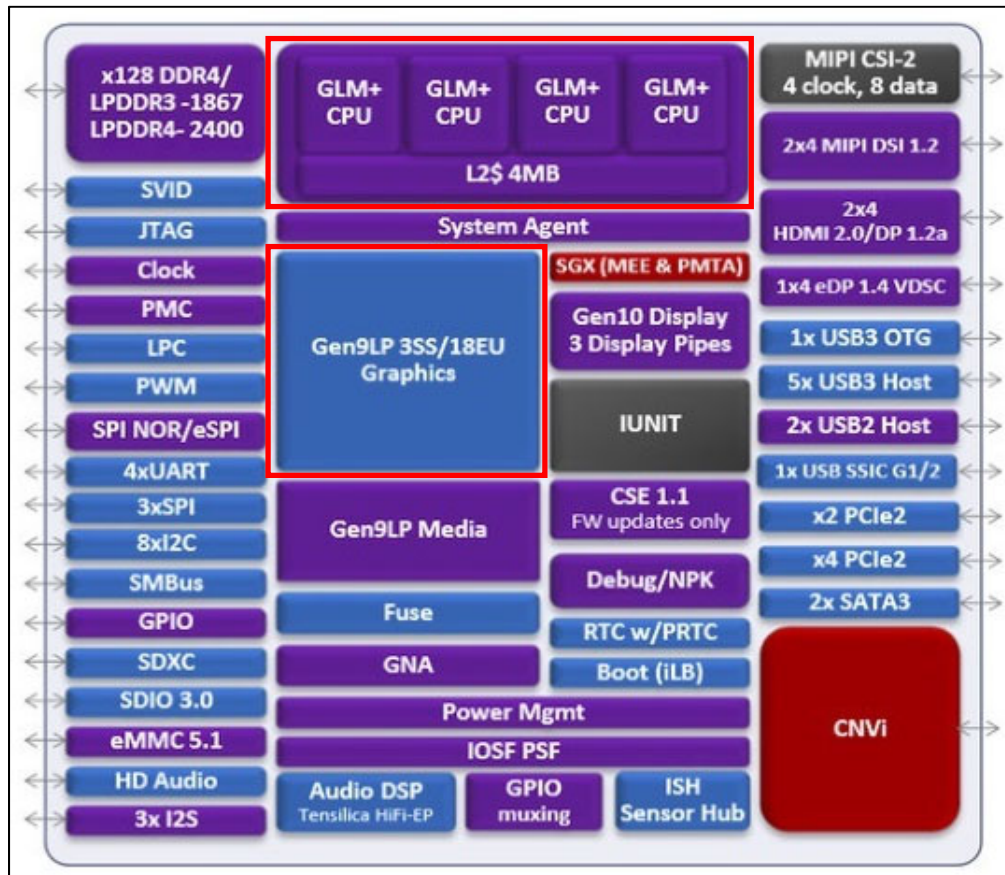 x128 DDR4/
LPDDR3 -1867
LPDDR4- 2400
SVID
JTAG
Clock
PMC
LPC
PWM
SPI NOR/eSPI
4xUART
3xSPI
8xI2C
SMBus
GPIO
SDXC
SDIO 3.0
eMMC 5.1
HD Audio
3x I2S
GLM+
CPU
GLM+
CPU
GLM+
CPU
GLM+
CPU
L2$ 4MB
System Agent
Gen9LP 3SS/18EU
Graphics
SGX (MEE & PMTA)
Gen10 Display
3 Display Pipes
IUNIT
Gen9LP Media
CSE 1.1
FW updates only
Debug/NPK
Fuse
RTC w/PRTC
GNA
Boot (iLB)
Power Mgmt
IOSF PSF
Audio DSP
Tensilica HiFi-EP
GPIO
muxing
ISH
Sensor Hub
MIPI CSI-2
4 clock, 8 data
2x4 MIPI DSI 1.2
2x4
HDMI 2.0/DP 1.2a
1x4 eDP 1.4 VDSC
1x USB3 OTG
5x USB3 Host
2x USB2 Host
1x USB SSIC G1/2
x2 PCIe2
x4 PCIe2
2x SATA3
CNVi